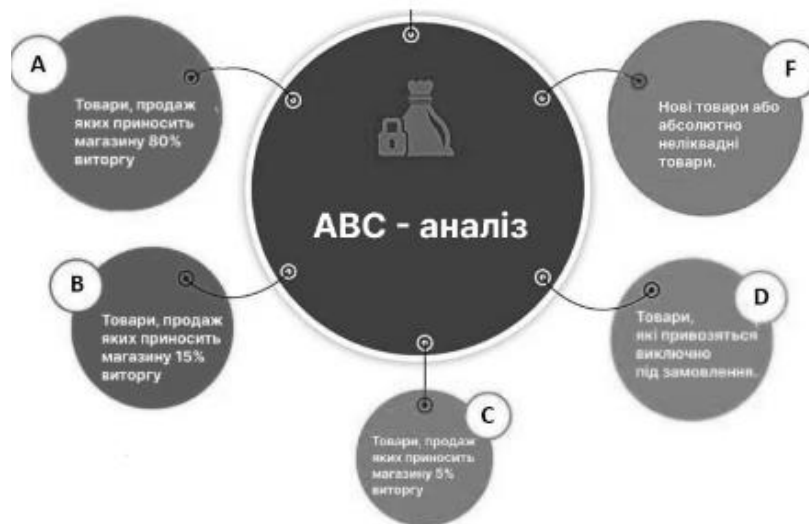 A
Товари, продаж
яких приносить
магазину 80%
виторгу
F
Нові товари або
абсолютно
неліквадні
товари.
АВС - аналіз
B
Товари, продаж
яких приносить
магазину 15%
виторгу
D
Товари,
які привозяться
виключно
під замовлення.
C
Товари, продаж
яких приносить
магазину 5%
виторгу